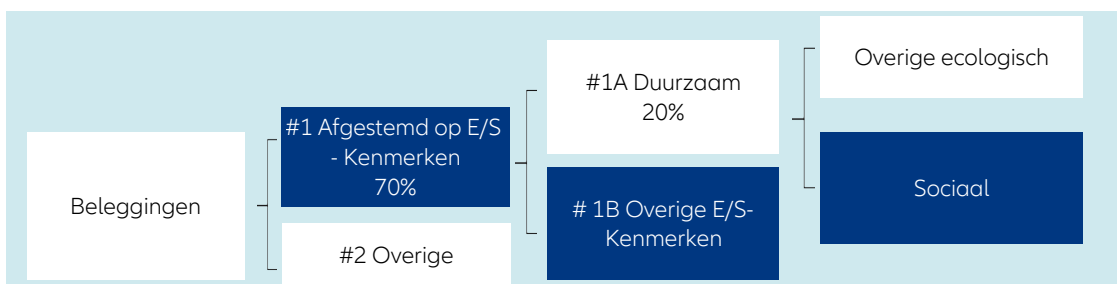 Beleggingen
#1 Afgestemd op E/S
- Kenmerken
70%
#2 Overige
#1A Duurzaam
20%
# 1B Overige E/S-
Kenmerken
Overige ecologisch
Sociaal